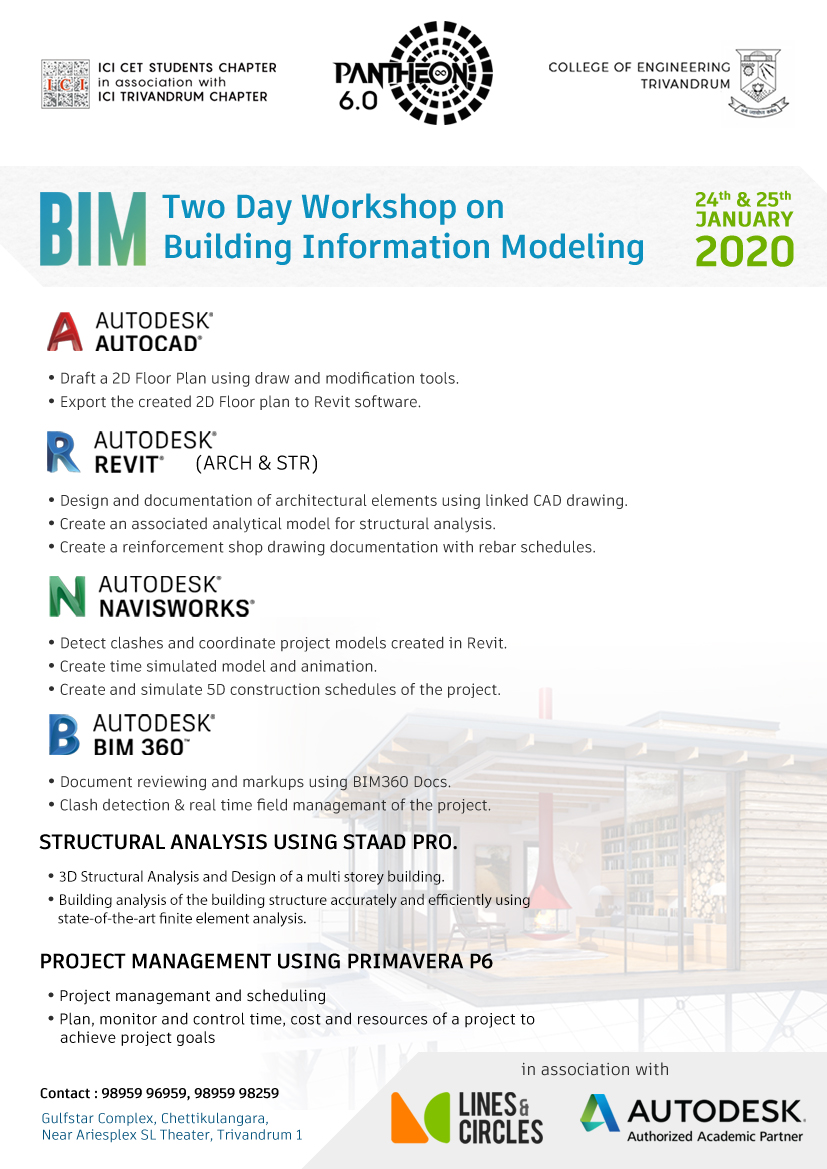 ICI CET STUDENTS CHAPTER
in association with
ICI TRIVANDRUM CHAPTER
ICI
PANTHEON
6.0
COLLEGE OF ENGINEERING
TRIVANDRUM
BIM
Two Day Workshop on
Building Information Modeling
24th & 25th
JANUARY
2020
AUTODESK®
AUTOCAD®
• Draft a 2D Floor Plan using draw and modification tools.
• Export the created 2D Floor plan to Revit software.
AUTODESK®
REVIT® (ARCH & STR)
• Design and documentation of architectural elements using linked CAD drawing.
• Create an associated analytical model for structural analysis.
• Create a reinforcement shop drawing documentation with rebar schedules.
AUTODESK®
NAVISWORKS®
• Detect clashes and coordinate project models created in Revit.
• Create time simulated model and animation.
• Create and simulate 5D construction schedules of the project.
AUTODESK®
BIM 360™
• Document reviewing and markups using BIM360 Docs.
• Clash detection & real time field managemant of the project.
STRUCTURAL ANALYSIS USING STAAD PRO.
• 3D Structural Analysis and Design of a multi storey building.
• Building analysis of the building structure accurately and efficiently using
state-of-the-art finite element analysis.
PROJECT MANAGEMENT USING PRIMAVERA P6
• Project managemant and scheduling
• Plan, monitor and control time, cost and resources of a project to
achieve project goals
Contact : 98959 96959, 98959 98259
Gulfstar Complex, Chettikulangara,
Near Ariesplex SL Theater, Trivandrum 1
in association with
LINES &
CIRCLES
AUTODESK.
Authorized Academic Partner